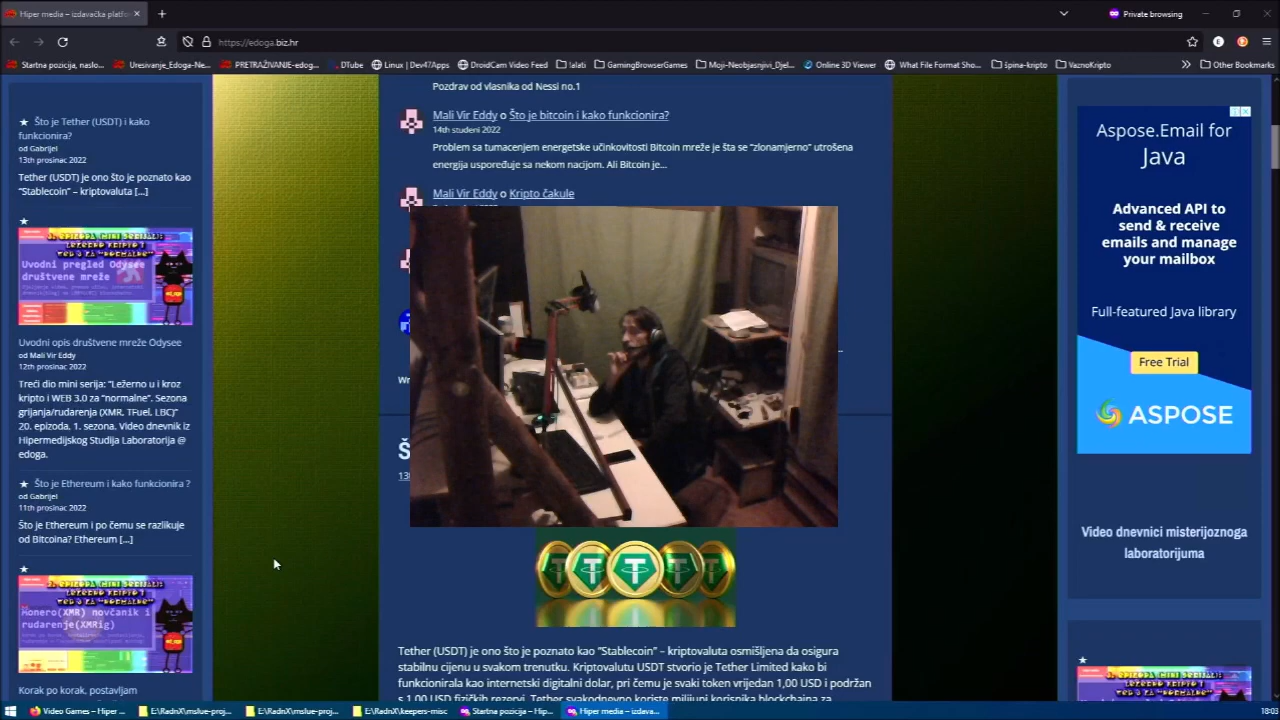 Hiper media – izdavačka platfo
Private browsing
https://edoga.biz.hr
Startna pozicija, naslo...
Uresivanje_Edoga-Ne...
PRETRAŽIVANJE-edog...
DTube
Linux | Dev47Apps
DroidCam Video Feed
!alati
GamingBrowserGames
Moji-Neobjasnjivi_Djel...
Online 3D Viewer
What File Format Sho...
špina-kripto
VaznoKripto
Other Bookmarks
★ Što je Tether (USDT) i kako
funkcionira?
od Gabrijel
13th prosinac 2022
Tether (USDT) je ono što je poznato kao
“Stablecoin” – kriptovaluta [...]
★
Uvodni pregled Odysee
društvene mreže
Uvodni opis društvene mreže Odysee
od Mali Vir Eddy
12th prosinac 2022
Treći dio mini serija: “Ležerno u i kroz
kripto i WEB 3.0 za “normalne”. Sezona
grijanja/rudarenja (XMR, TFuel, LBC)”
20. epizoda, 1. sezona. Video dnevnik iz
Hipermedijskog Studija Laboratorija @
edoga.
★ Što je Ethereum i kako funkcionira ?
od Gabrijel
11th prosinac 2022
Što je Ethereum i po čemu se razlikuje
od Bitcoina? Ethereum [...]
★
Monero(XMR) novčanik i
rudarenje(XMRig)
Korak po korak, postavljam
Pozdrav od vlasnika od Nessi no.1
Mali Vir Eddy o Što je bitcoin i kako funkcionira?
14th studeni 2022
Problem sa tumacenjem energetske učinkovitosti Bitcoin mreže je šta se “zlonamjerno” utrošena
energija uspoređuje sa nekom nacijom. Ali Bitcoin je...
Mali Vir Eddy o Kripto čakule
Tether (USDT) je ono što je poznato kao “Stablecoin” – kriptovaluta osmišljena da osigura
stabilnu cijenu u svakom trenutku. Kriptovalutu USDT stvorio je Tether Limited kako bi
funkcionirala kao internetski digitalni dolar, pri čemu je svaki token vrijedan 1,00 USD i podržan
s 1,00 USD fizičkih rezervi. Tether svakodnevno koriste milijuni korisnika blockchaina za
Aspose.Email for
Java
Advanced API to
send & receive
emails and manage
your mailbox
Full-featured Java library
Free Trial
ASPOSE
Video dnevnici misterijoznoga
laboratorijuma
★
Video Games – Hiper ...
E:\RadnX\mslue-proj...
E:\RadnX\mslue-proj...
E:\RadnX\keepers-misc
Startna pozicija – Hip...
Hiper media – izdava...
18:03